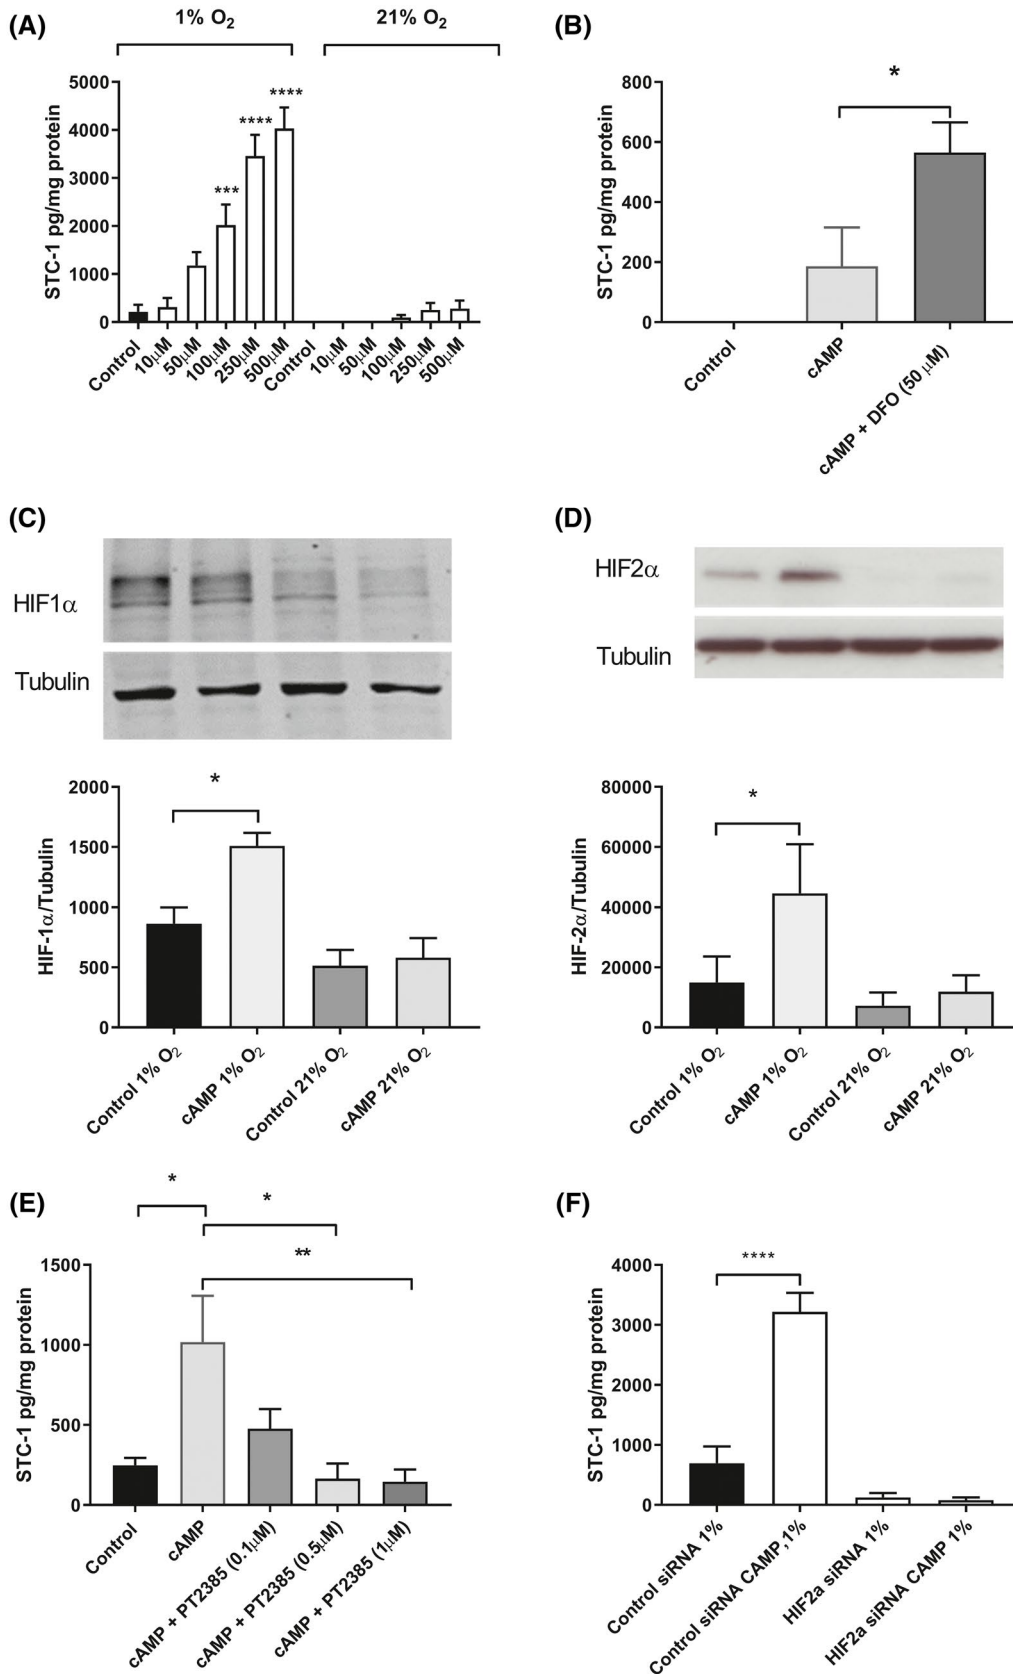 (A)
1% O2
21% O2
STC-1 pg/mg protein
5000
4000
3000
2000
1000
0
***
****
****
Control
10μM
50μM
100μM
250μM
500μM
Control
10μM
50μM
100μM
250μM
500μM
(B)
STC-1 pg/mg protein
800
600
400
200
0
*
Control
cAMP
cAMP + DFO (50 μM)
(C)
HIF1α
Tubulin
HIF-1α/Tubulin
2000
1500
1000
500
0
*
Control 1% O2
cAMP 1% O2
Control 21% O2
cAMP 21% O2
(D)
HIF2α
Tubulin
HIF-2α/Tubulin
80000
60000
40000
20000
0
*
Control 1% O2
cAMP 1% O2
Control 21% O2
cAMP 21% O2
(E)
*
*
**
STC-1 pg/mg protein
1500
1000
500
0
Control
cAMP
cAMP + PT2385 (0.1μM)
cAMP + PT2385 (0.5μM)
cAMP + PT2385 (1μM)
(F)
****
STC-1 pg/mg protein
4000
3000
2000
1000
0
Control siRNA 1%
Control siRNA CAMP,1%
HIF2a siRNA 1%
HIF2a siRNA CAMP 1%